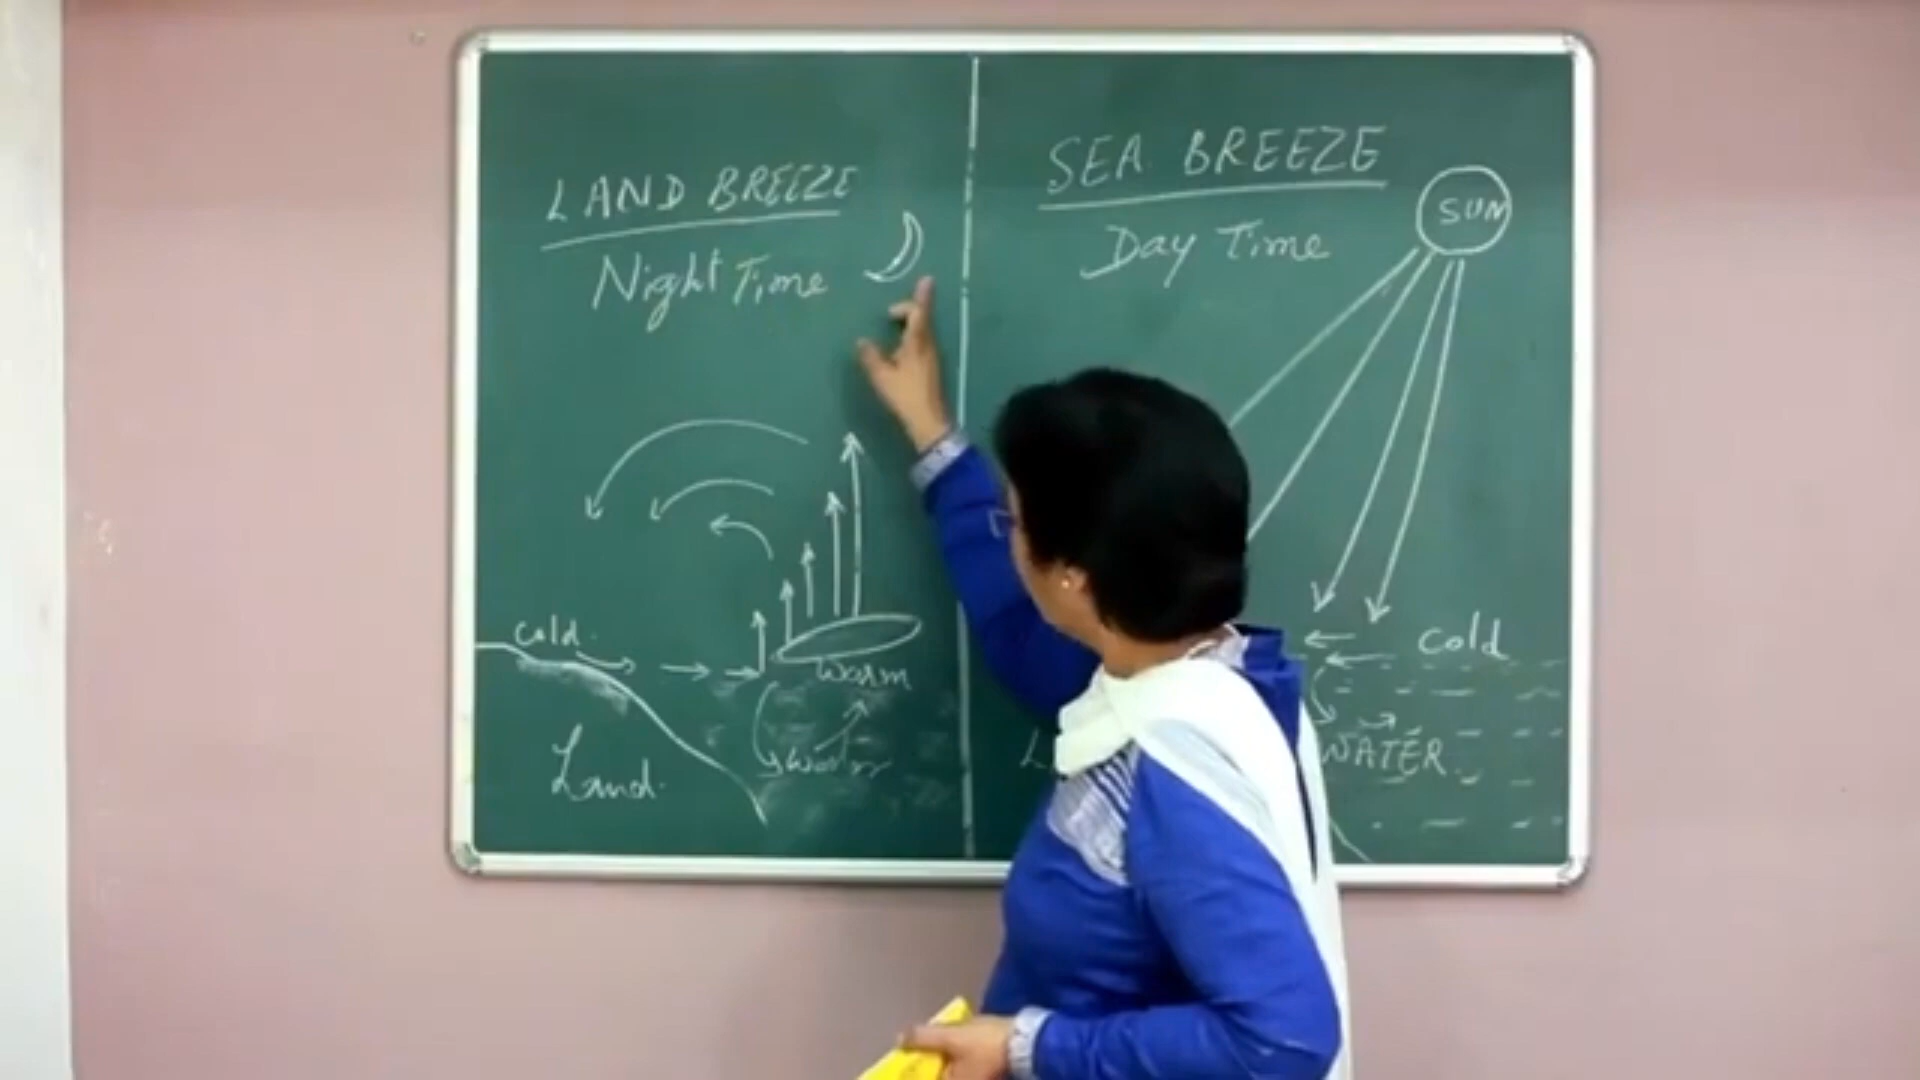 LAND BREEZE
Night Time
cold.
warm
water
Land.
SEA BREEZE
SUN
Day Time
cold
WATER